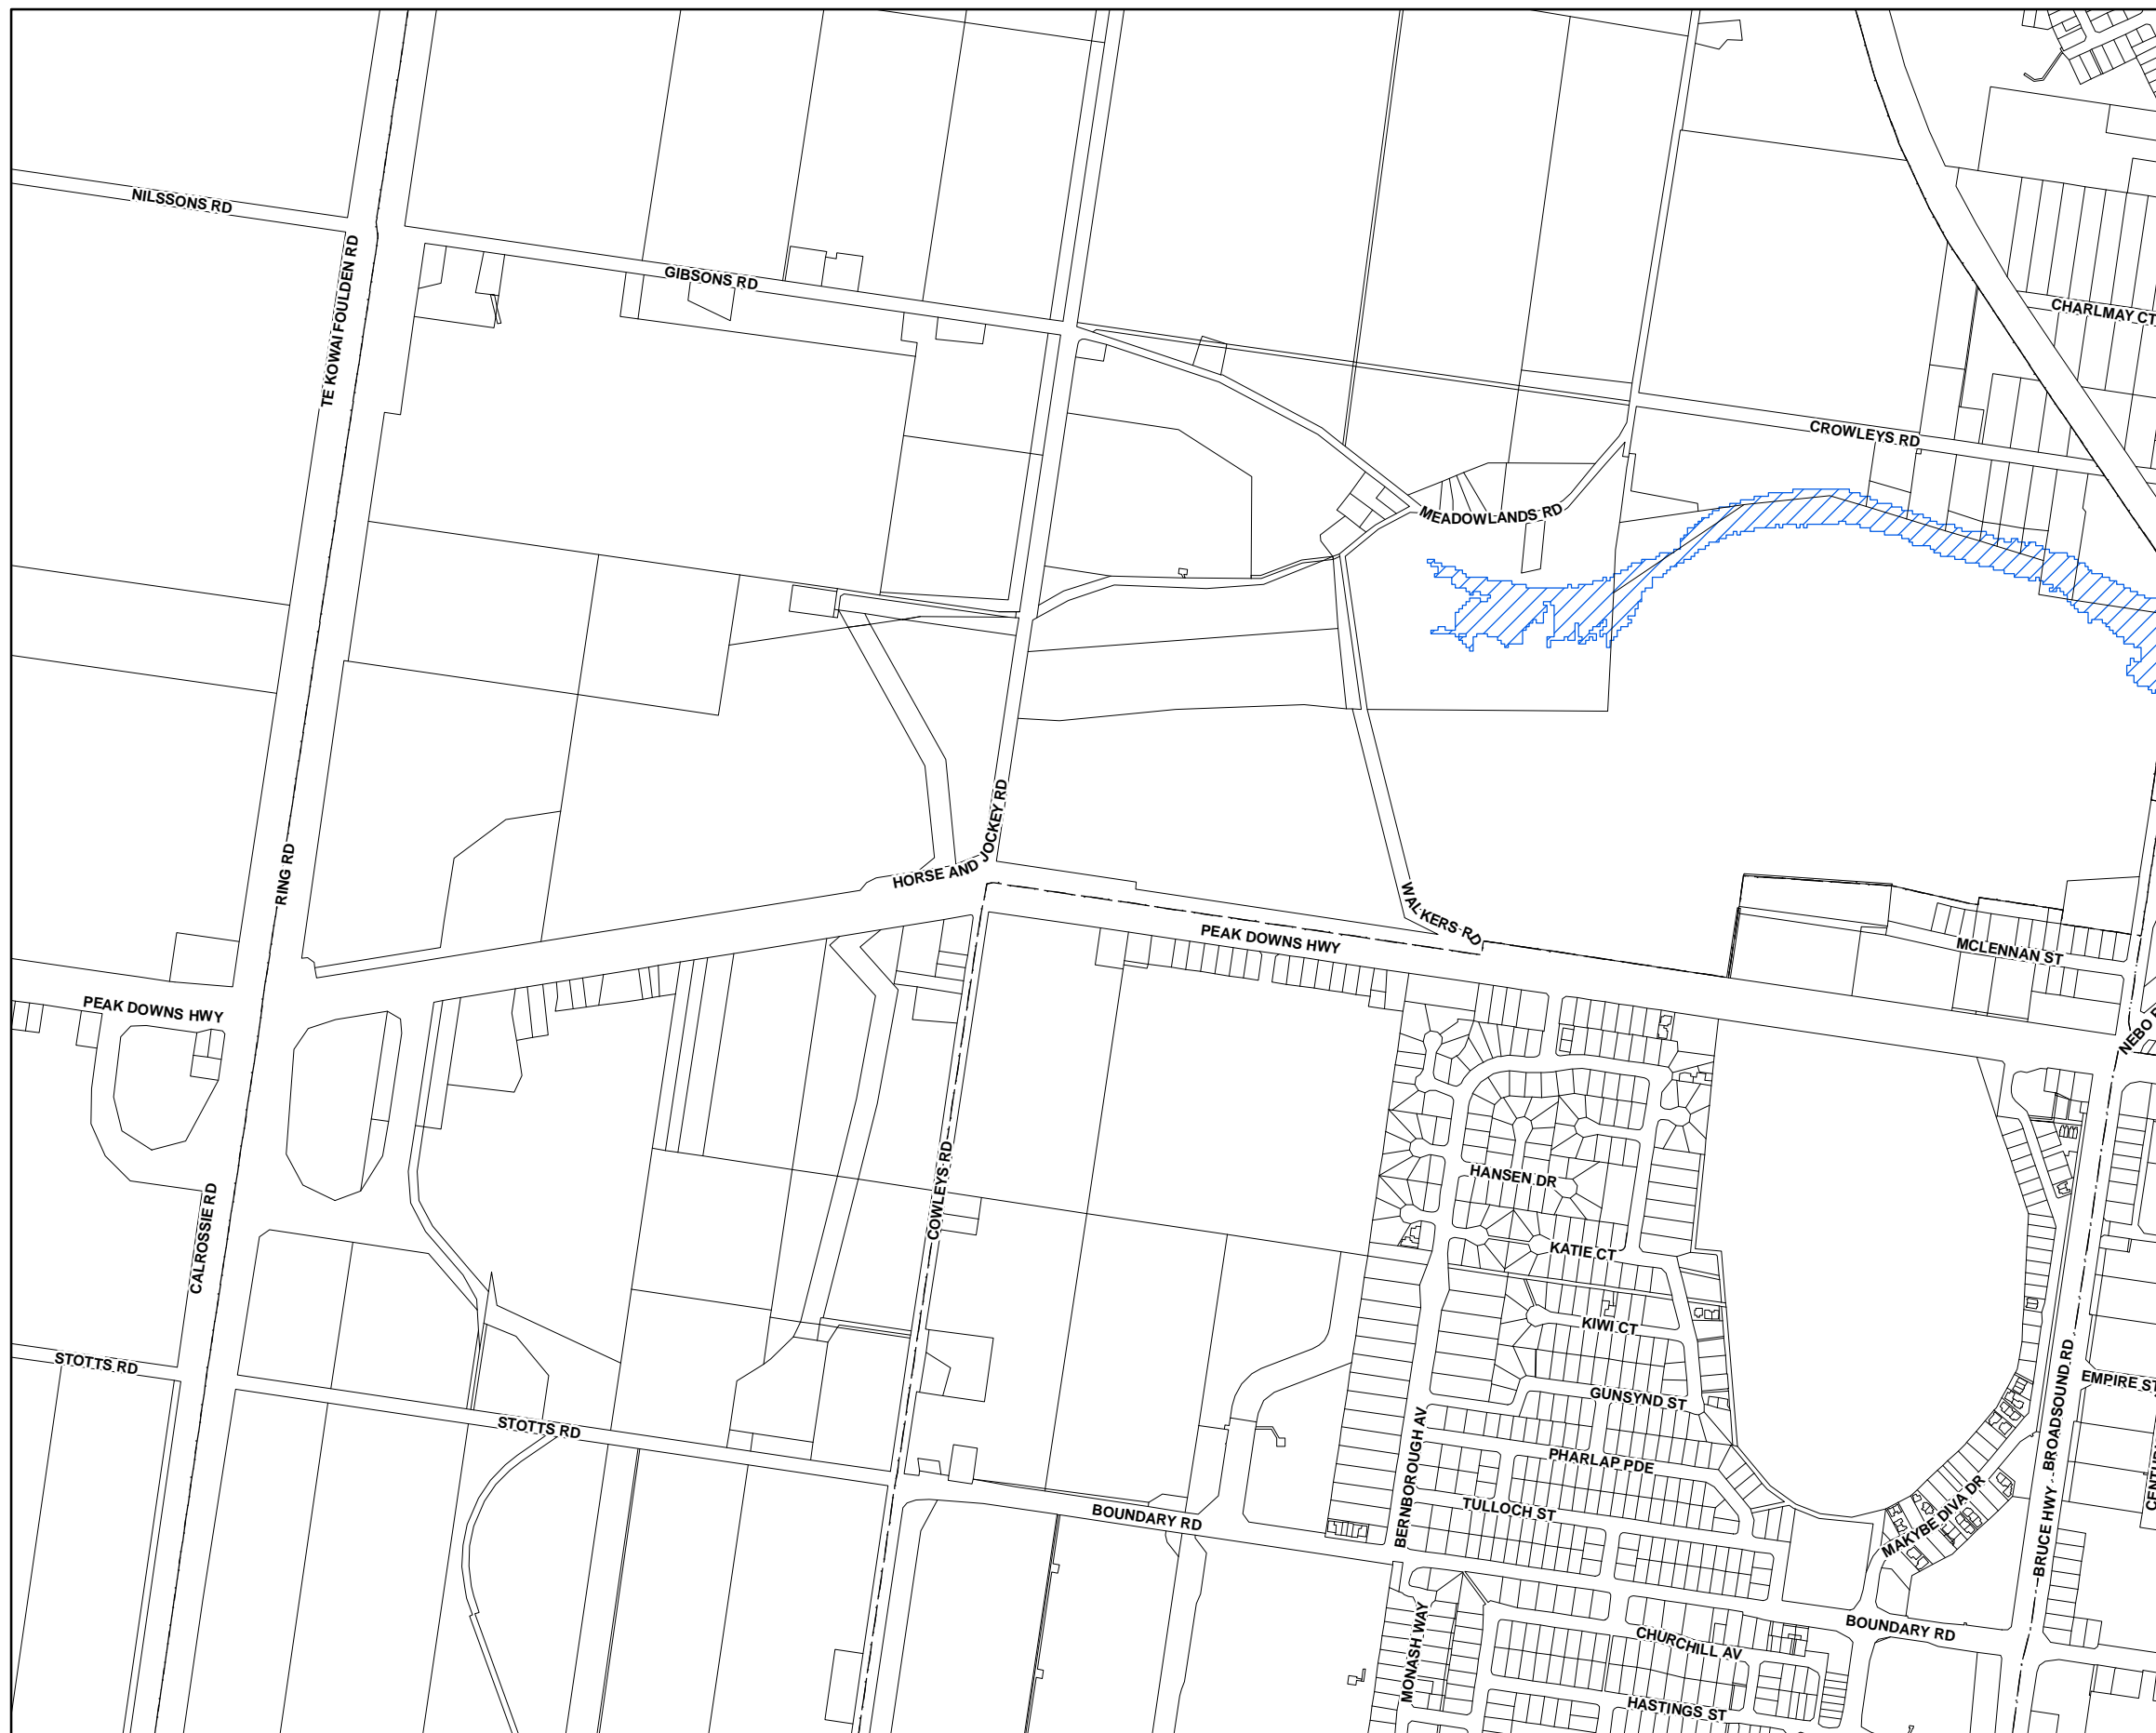 NILSSONS RD
TE KOWAI FOULDEN RD
GIBSONS RD
CHARLMAY CT
CROWLEYS RD
MEADOWLANDS RD
RING RD
HORSE AND JOCKEY RD
WALKERS RD
PEAK DOWNS HWY
MCLENNAN ST
PEAK DOWNS HWY
NEBO
HANSEN DR
COWLEYS RD
CALROSSIE RD
KATIE CT
KIWI CT
STOTTS RD
GUNSYND ST
EMPIRE ST
STOTTS RD
BERNBOROUGH AV
PHARLAP PDE
BRUCE HWY - BROADSOUND RD
TULLOCH ST
BOUNDARY RD
MAKYBE DIVA DR
MONASH WAY
BOUNDARY RD
CHURCHILL AV
HASTINGS ST